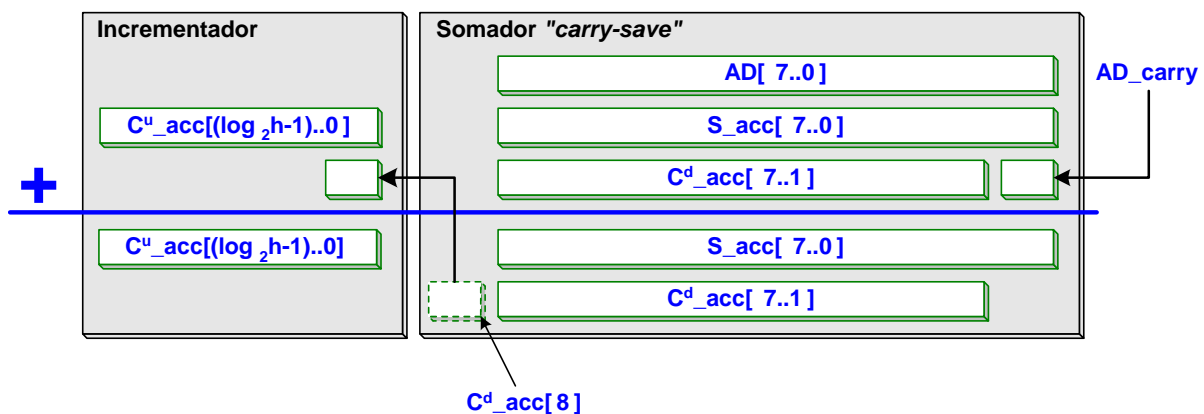 Incrementador
Somador "carry-save"
AD[ 7..0 ]
AD_carry
Cᵘ_acc[(log ₂h-1)..0 ]
S_acc[ 7..0 ]
Cᵈ_acc[ 7..1 ]
+
Cᵘ_acc[(log ₂h-1)..0]
S_acc[ 7..0 ]
Cᵈ_acc[ 7..1 ]
Cᵈ_acc[ 8 ]